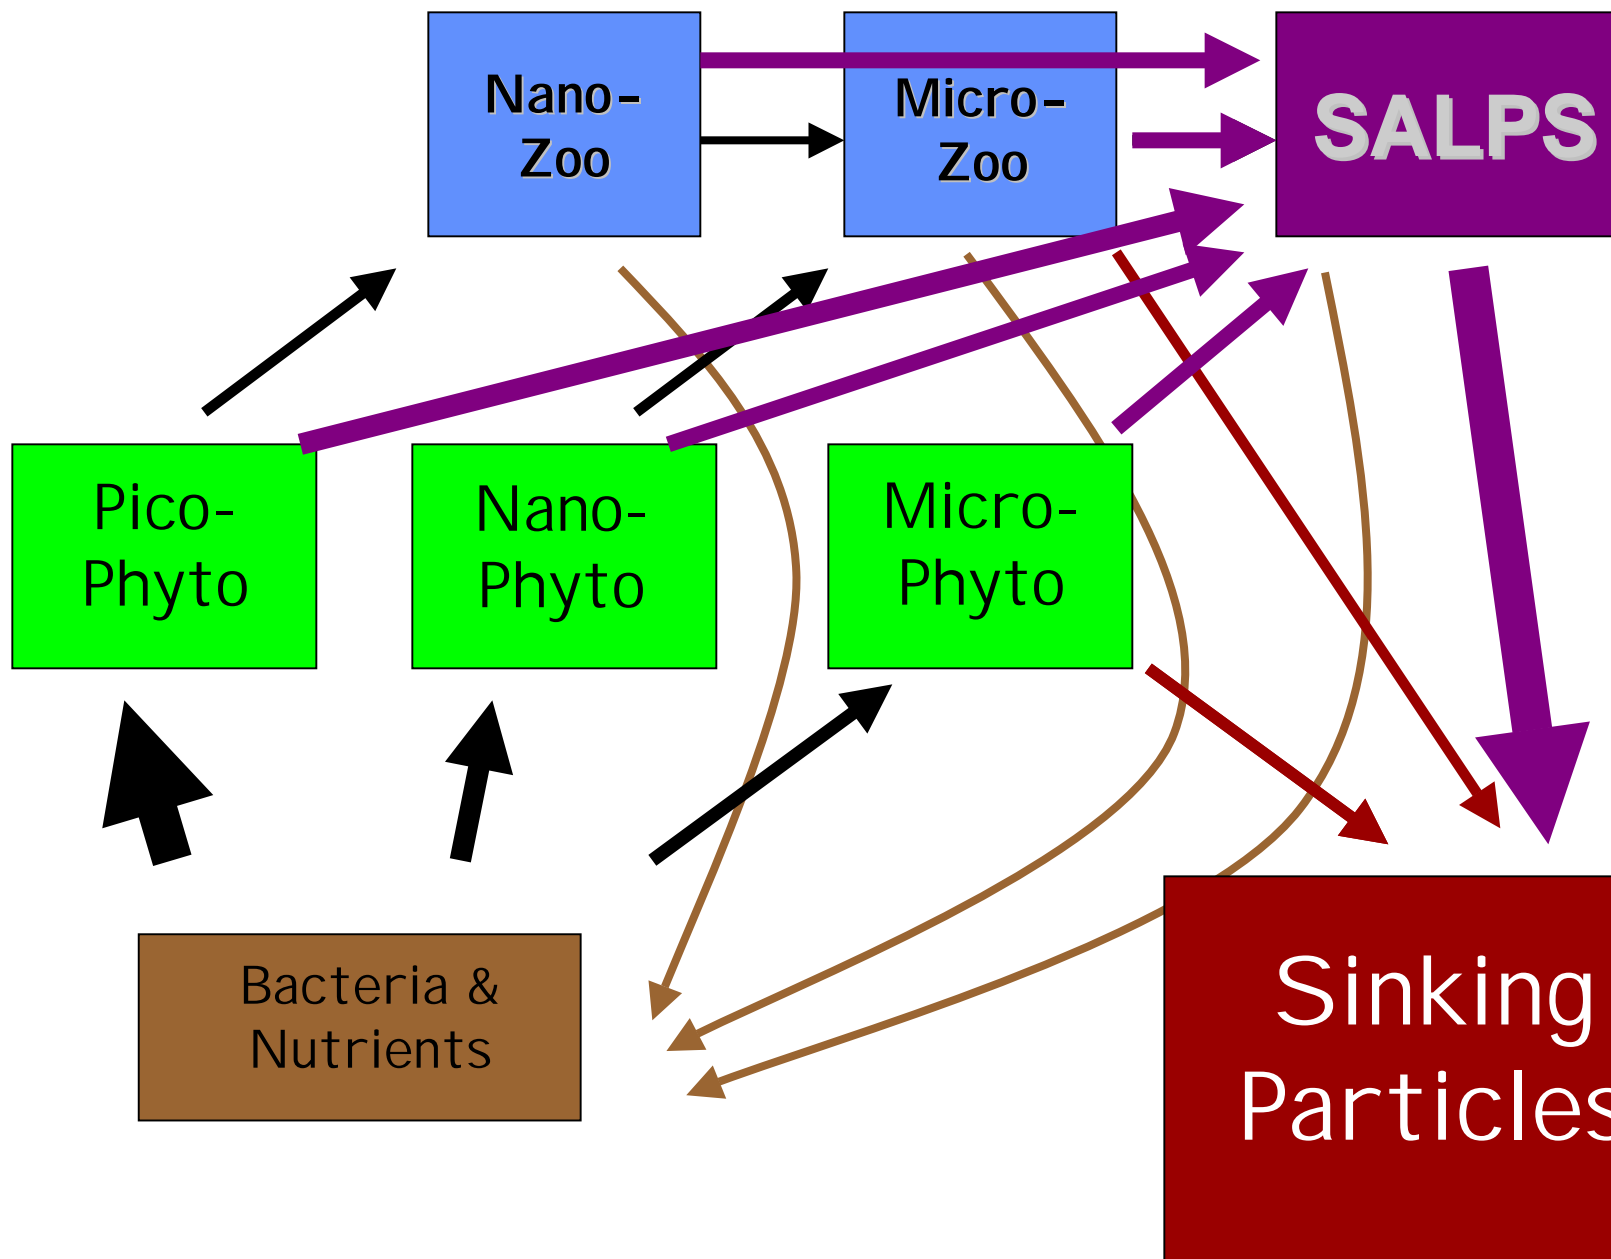 Nano-
Zoo
Micro-
Zoo
SALPS
Pico-
Phyto
Nano-
Phyto
Micro-
Phyto
Bacteria &
Nutrients
Sinking
Particles